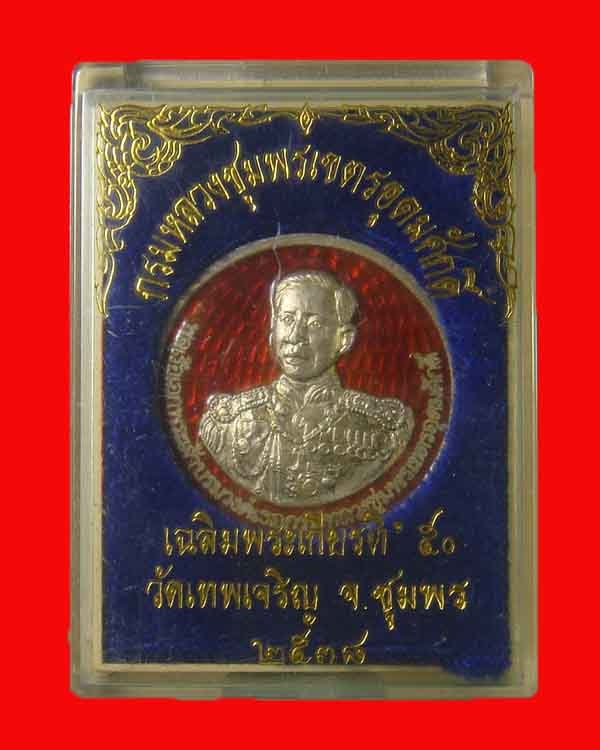 กรมหลวงชุมพรเขตรอุดมศักดิ์
เฉลิมพระเกียรติ ๕๐
วัดเทพเจริญ จ.ชุมพร
๒๕๓๗